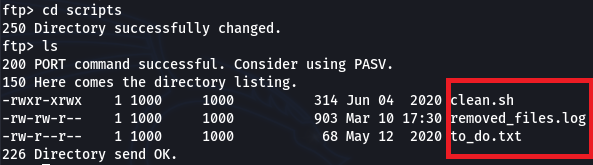 ftp> cd scripts
250 Directory successfully changed.
ftp> ls
200 PORT command successful. Consider using PASV.
150 Here comes the directory listing.
-rwxr-xrwx    1 1000     1000          314 Jun 04  2020 clean.sh
-rw-rw-r--    1 1000     1000          903 Mar 10 17:30 removed_files.log
-rw-r--r--    1 1000     1000           68 May 12  2020 to_do.txt
226 Directory send OK.